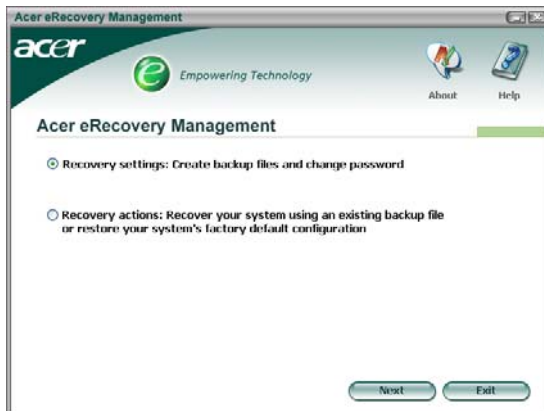 Acer eRecovery Management
acer
e Empowering Technology
About
Help
Acer eRecovery Management
Recovery settings: Create backup files and change password
Recovery actions: Recover your system using an existing backup file
or restore your system's factory default configuration
Next
Exit